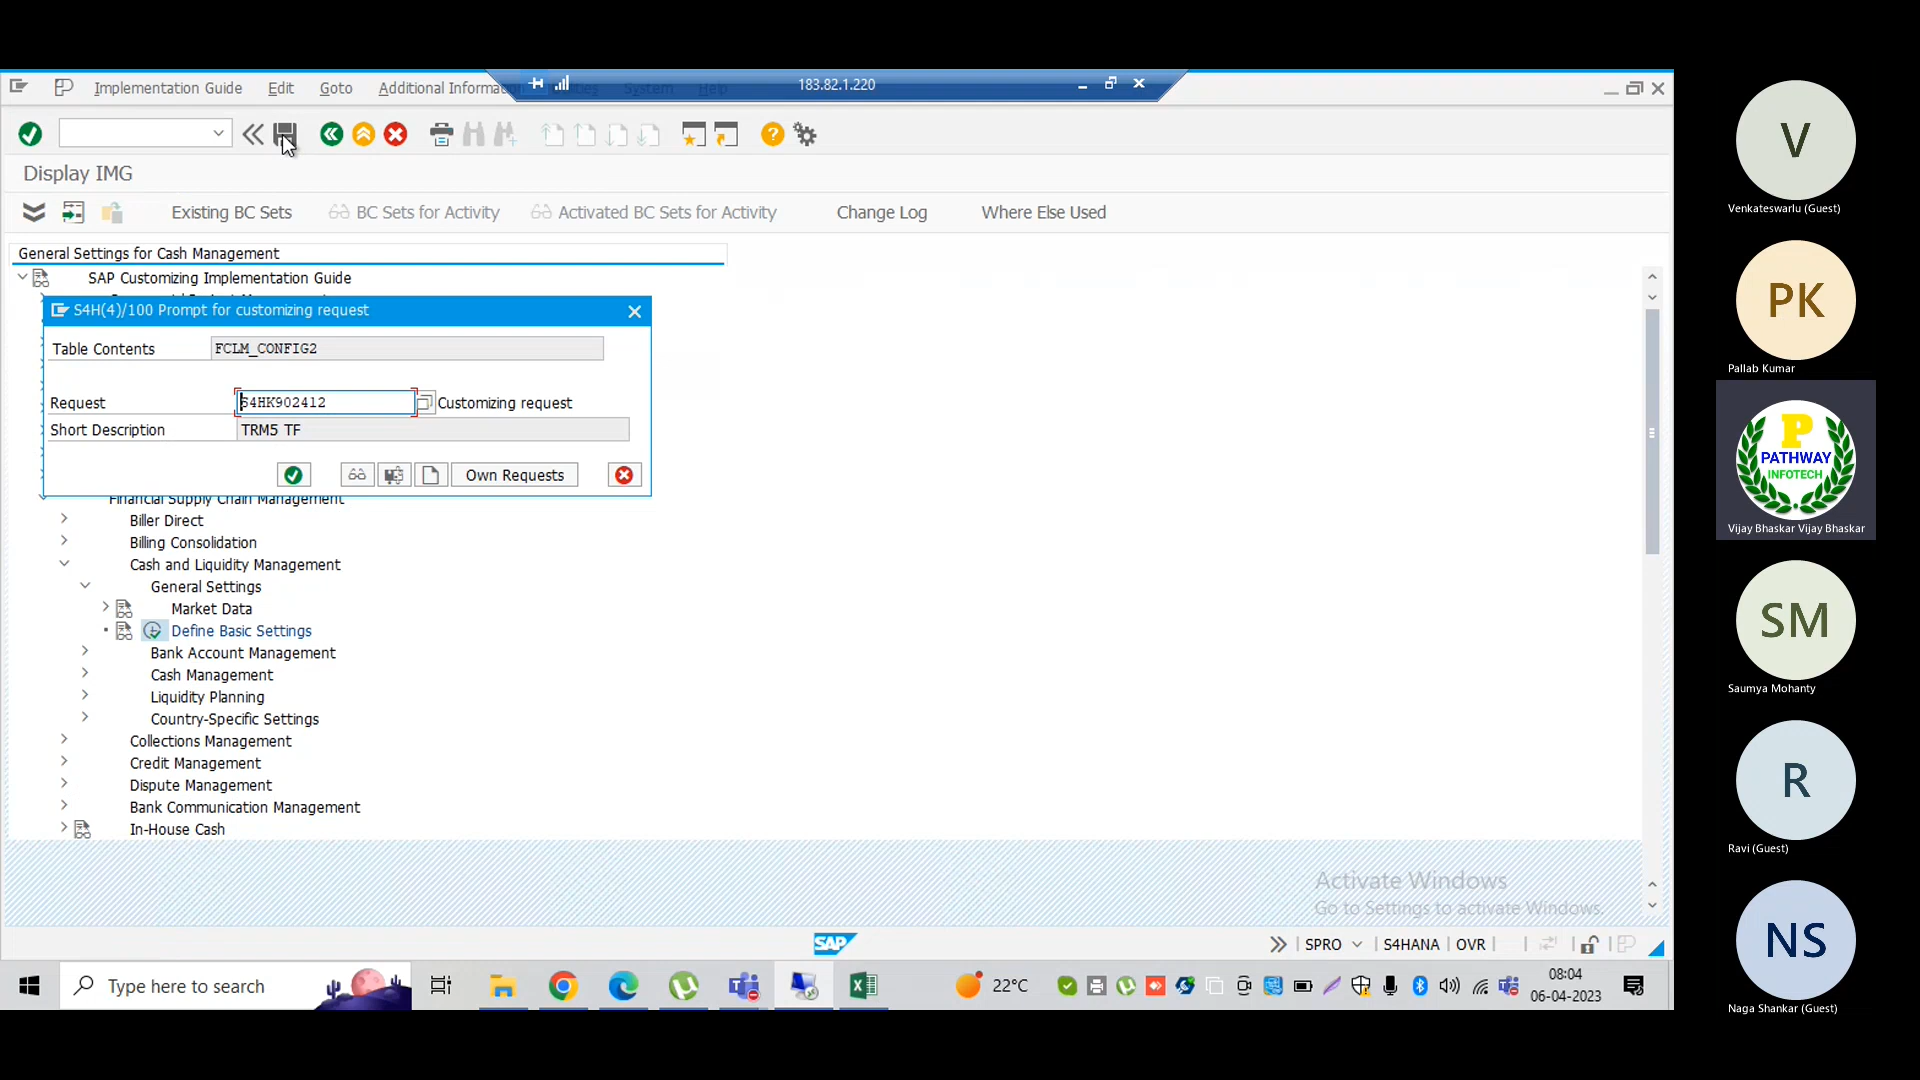 183.82.1.220
Implementation Guide Edit Goto Additional Informat System Help
Display IMG
Existing BC Sets BC Sets for Activity Activated BC Sets for Activity Change Log Where Else Used
General Settings for Cash Management
SAP Customizing Implementation Guide
S4H(4)/100 Prompt for customizing request
Table Contents FCLM_CONFIG2
Request S4HK902412 Customizing request
Short Description TRM5 TF
Own Requests
Financial Supply Chain Management
Biller Direct
Billing Consolidation
Cash and Liquidity Management
General Settings
Market Data
Define Basic Settings
Bank Account Management
Cash Management
Liquidity Planning
Country-Specific Settings
Collections Management
Credit Management
Dispute Management
Bank Communication Management
In-House Cash
Activate Windows
Go to Settings to activate Windows.
SAP
SPRO S4HANA OVR
Type here to search
22°C
08:04
06-04-2023
V
Venkateswarlu (Guest)
PK
Pallab Kumar
P
PATHWAY
INFOTECH
Vijay Bhaskar Vijay Bhaskar
SM
Saumya Mohanty
R
Ravi (Guest)
NS
Naga Shankar (Guest)